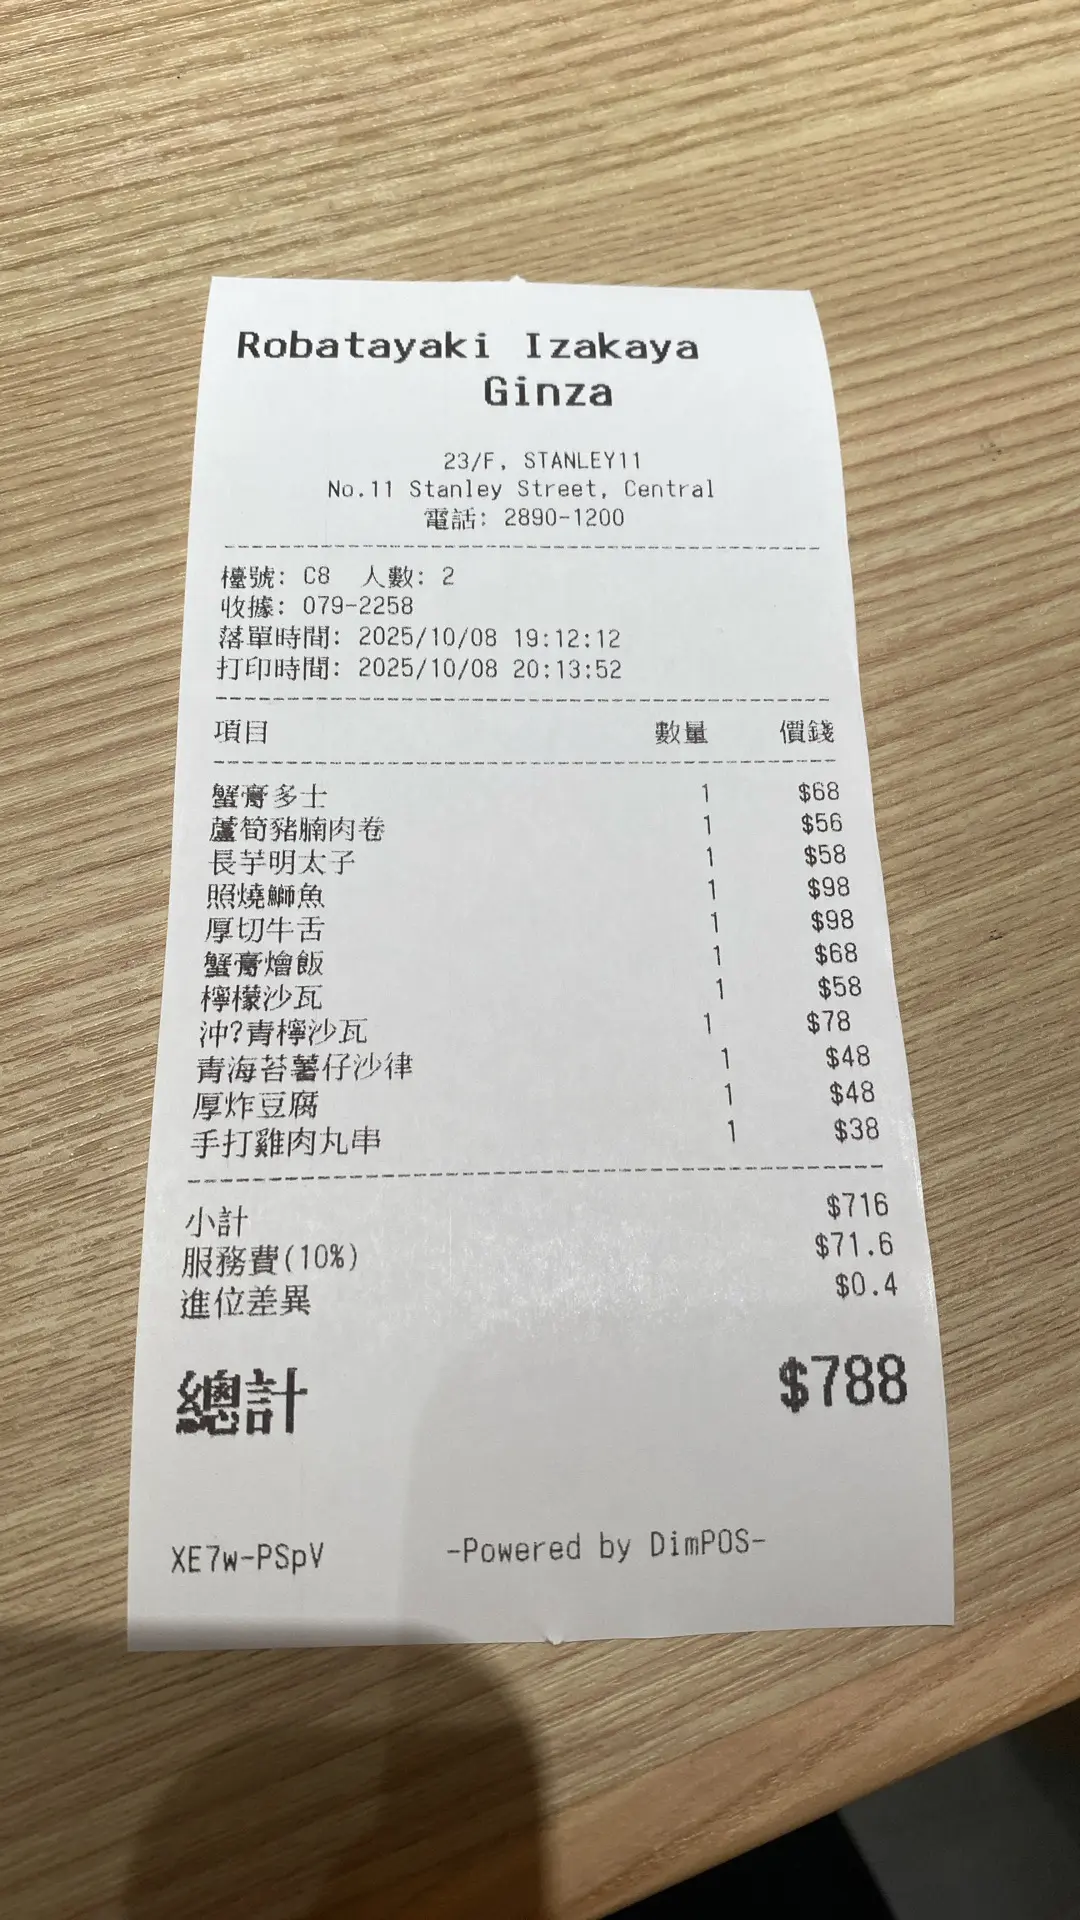 Robatayaki Izakaya
Ginza
23/F, STANLEY11
No.11 Stanley Street, Central
電話: 2890-1200
檯號: C8 人數: 2
收據: 079-2258
落單時間: 2025/10/08 19:12:12
打印時間: 2025/10/08 20:13:52
項目 數量 價錢
蟹膏多士 1 $68
蘆筍豬腩肉卷 1 $56
長芋明太子 1 $58
照燒鰤魚 1 $98
厚切牛舌 1 $98
蟹膏燴飯 1 $68
檸檬沙瓦 1 $58
沖?青檸沙瓦 1 $78
青海苔薯仔沙律 1 $48
厚炸豆腐 1 $48
手打雞肉丸串 1 $38
小計 $716
服務費(10%) $71.6
進位差異 $0.4
總計 $788
XE7w-PSpV -Powered by DimPOS-